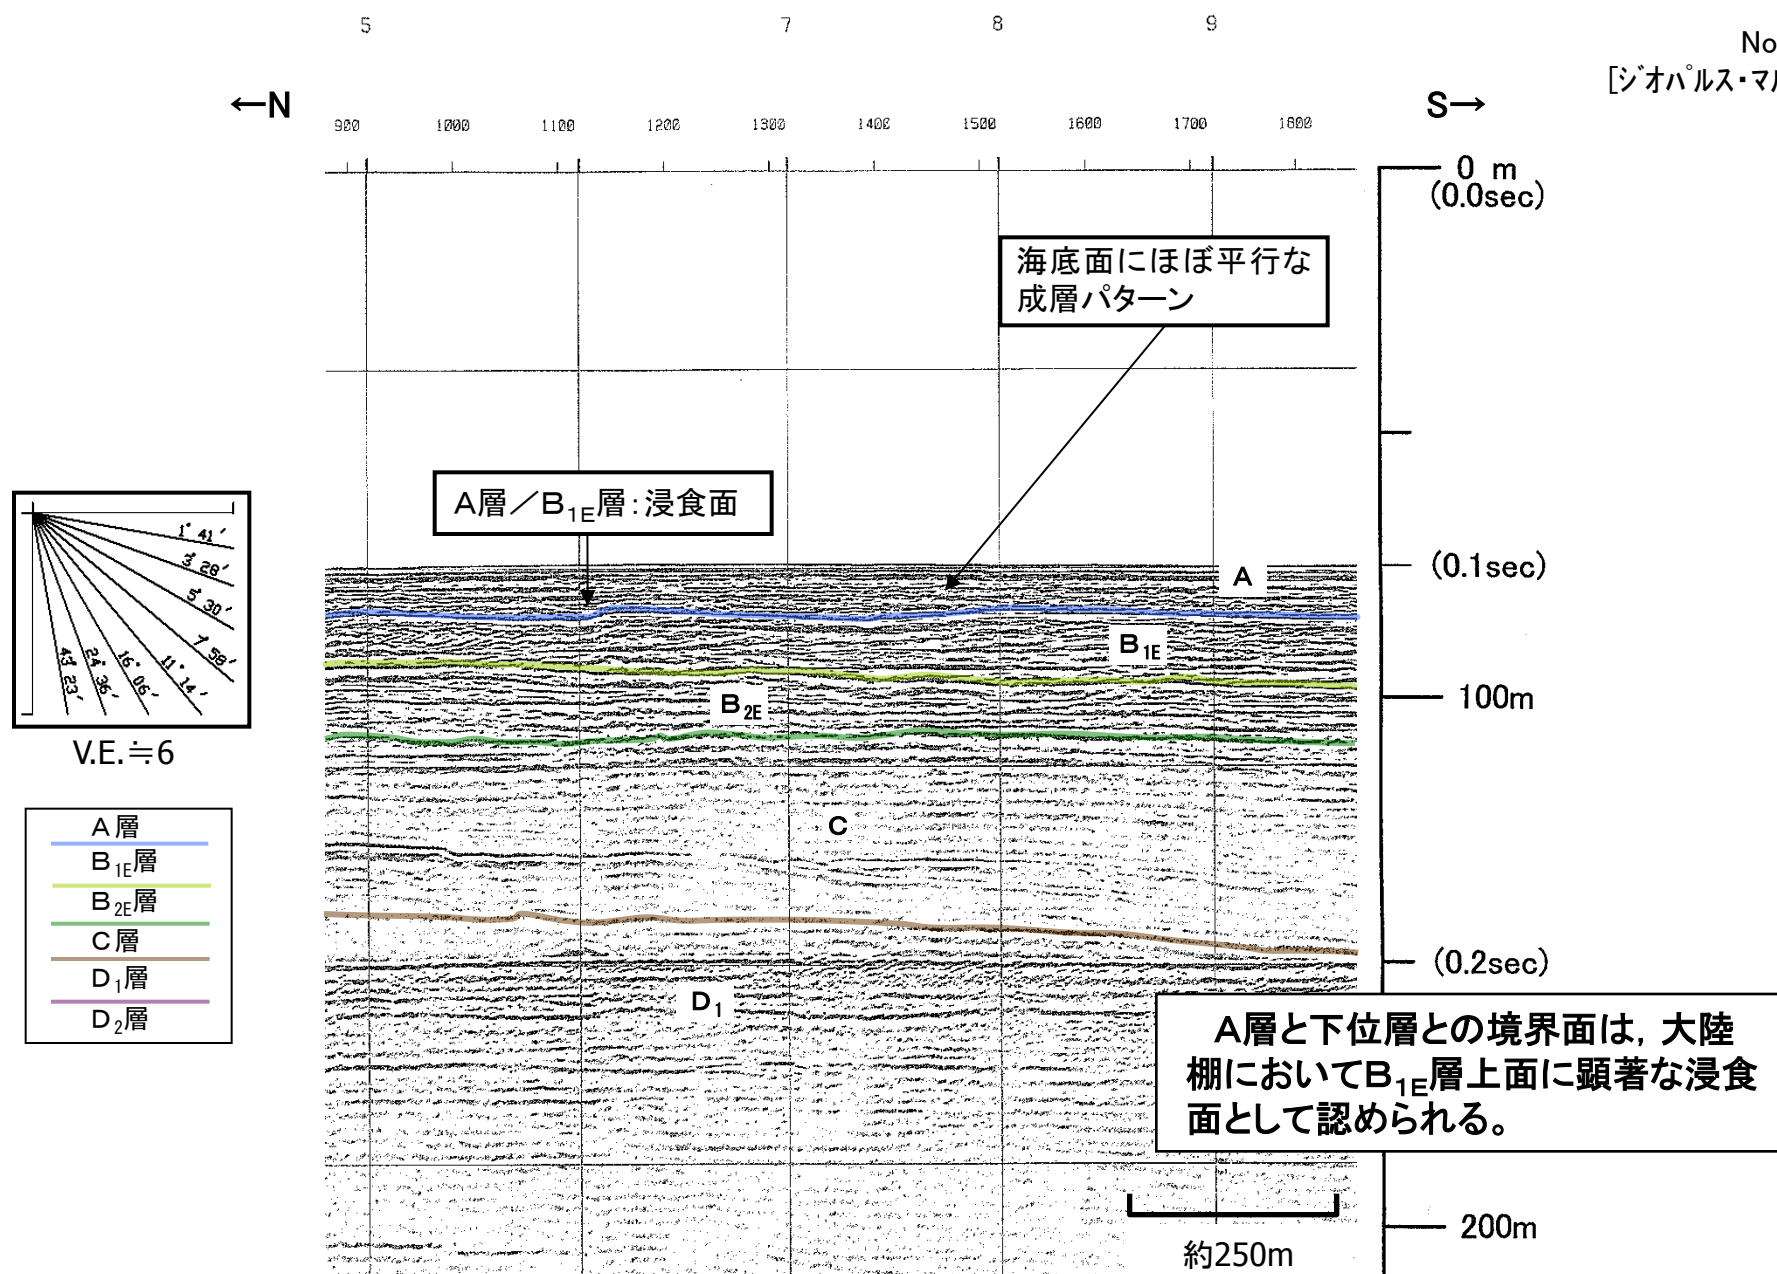 5 7 8 9
No
[ジオパルス・マル
←N
S→
900 1000 1100 1200 1300 1400 1500 1600 1700 1800
0 m
(0.0sec)
海底面にほぼ平行な
成層パターン
A層／B1E層：浸食面
(0.1sec)
A
B1E
100m
B2E
C
(0.2sec)
D1
1° 41′
3° 28′
5° 30′
7° 58′
11° 14′
16° 06′
24° 36′
43° 23′
V.E.≒6
A層
B1E層
B2E層
C層
D1層
D2層
A層と下位層との境界面は，大陸
棚においてB1E層上面に顕著な浸食
面として認められる。
約250m
200m